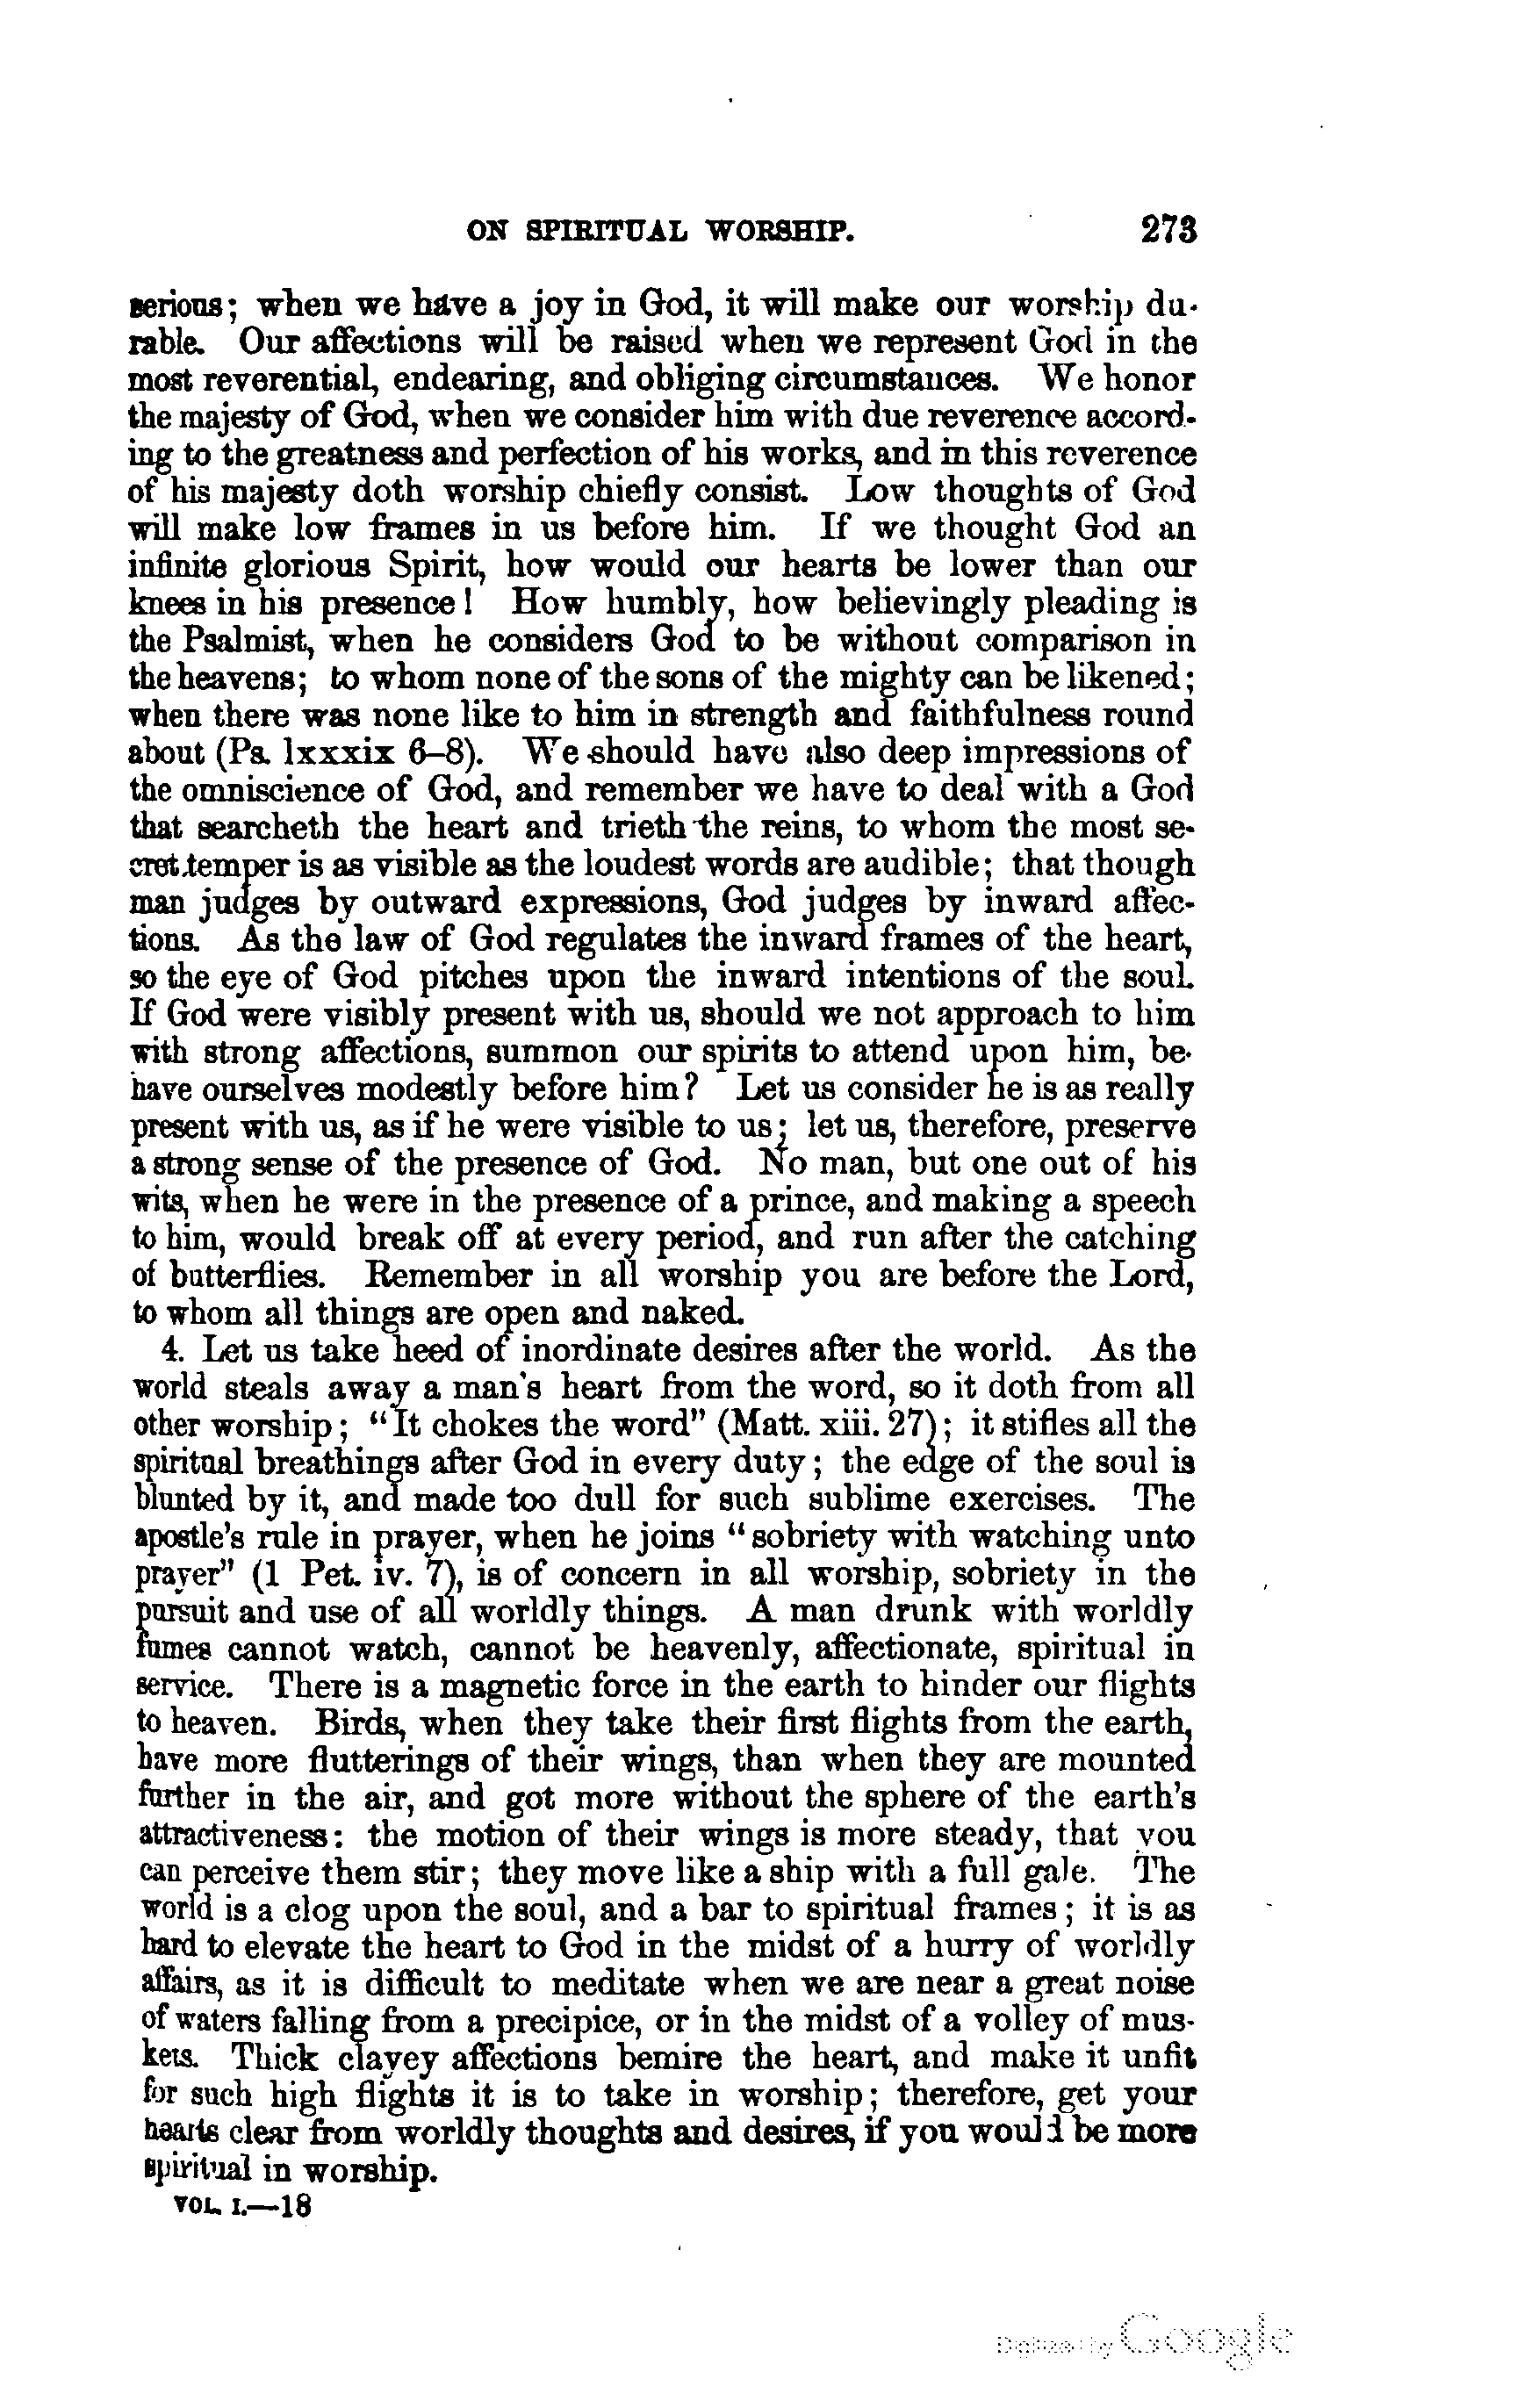 ON SPIRITUAL WORSHIP. 273
serious; when we have a joy in God, it will make our worship du-
rable. Our affections will be raised when we represent God in the
most reverential, endearing, and obliging circumstances. We honor
the majesty of God, when we consider him with due reverence accord-
ing to the greatness and perfection of his works, and in this reverence
of his majesty doth worship chiefly consist. Low thoughts of God
will make low frames in us before him. If we thought God an
infinite glorious Spirit, how would our hearts be lower than our
knees in his presence! How humbly, how believingly pleading is
the Psalmist, when he considers God to be without comparison in
the heavens; to whom none of the sons of the mighty can be likened;
when there was none like to him in strength and faithfulness round
about (Ps. lxxxix 6–8). We should have also deep impressions of
the omniscience of God, and remember we have to deal with a God
that searcheth the heart and trieth the reins, to whom the most se-
cret temper is as visible as the loudest words are audible; that though
man judges by outward expressions, God judges by inward affec-
tions. As the law of God regulates the inward frames of the heart,
so the eye of God pitches upon the inward intentions of the soul.
If God were visibly present with us, should we not approach to him
with strong affections, summon our spirits to attend upon him, be-
have ourselves modestly before him? Let us consider he is as really
present with us, as if he were visible to us; let us, therefore, preserve
a strong sense of the presence of God. No man, but one out of his
wits, when he were in the presence of a prince, and making a speech
to him, would break off at every period, and run after the catching
of butterflies. Remember in all worship you are before the Lord,
to whom all things are open and naked.
4. Let us take heed of inordinate desires after the world. As the
world steals away a man's heart from the word, so it doth from all
other worship; "It chokes the word" (Matt. xiii. 27); it stifles all the
spiritual breathings after God in every duty; the edge of the soul is
blunted by it, and made too dull for such sublime exercises. The
apostle's rule in prayer, when he joins "sobriety with watching unto
prayer" (1 Pet. iv. 7), is of concern in all worship, sobriety in the
pursuit and use of all worldly things. A man drunk with worldly
fumes cannot watch, cannot be heavenly, affectionate, spiritual in
service. There is a magnetic force in the earth to hinder our flights
to heaven. Birds, when they take their first flights from the earth,
have more flutterings of their wings, than when they are mounted
further in the air, and got more without the sphere of the earth's
attractiveness: the motion of their wings is more steady, that you
can perceive them stir; they move like a ship with a full gale. The
world is a clog upon the soul, and a bar to spiritual frames; it is as
hard to elevate the heart to God in the midst of a hurry of worldly
affairs, as it is difficult to meditate when we are near a great noise
of waters falling from a precipice, or in the midst of a volley of mus-
kets. Thick clayey affections bemire the heart, and make it unfit
for such high flights it is to take in worship; therefore, get your
hearts clear from worldly thoughts and desires, if you would be more
spiritual in worship.
VOL. I.—18
Digitized by Google